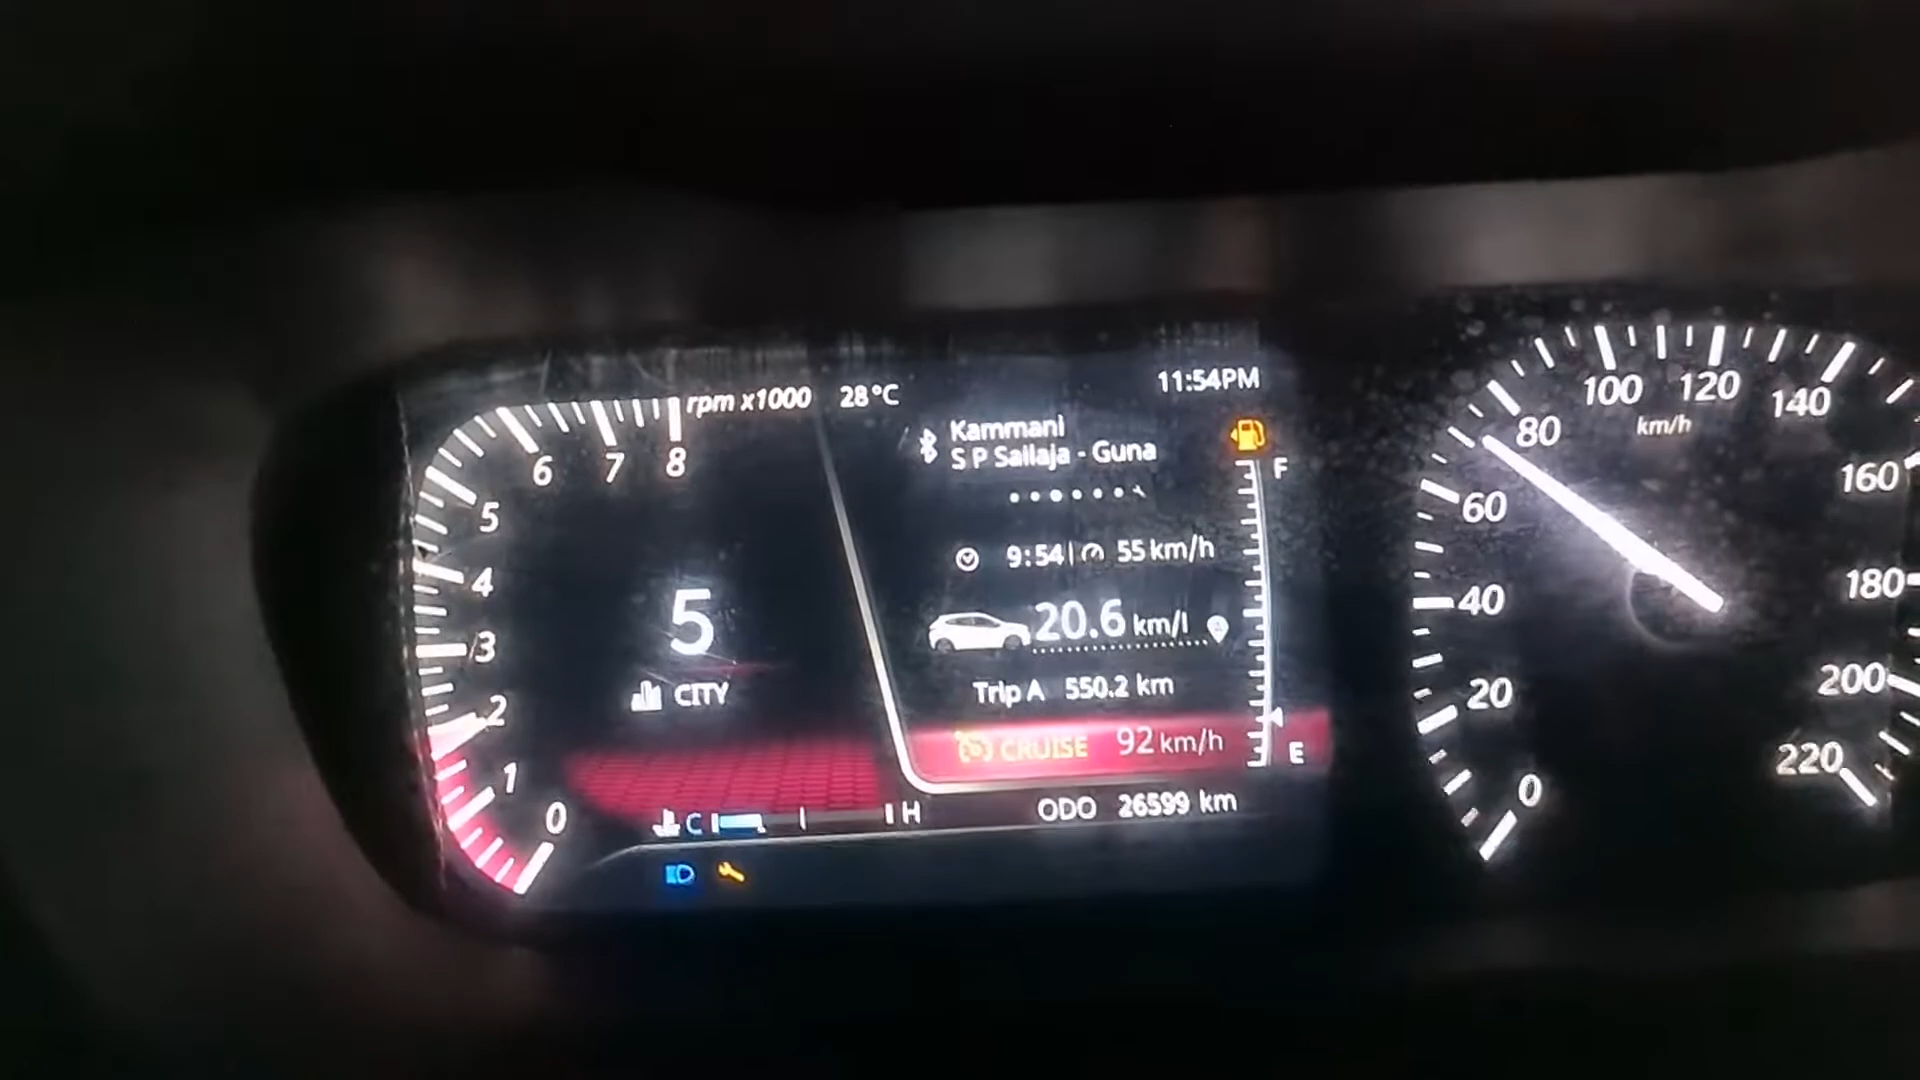 rpm x1000 28°C 11:54PM
Kammani
S P Sailaja - Guna
9:54 | 55 km/h
20.6 km/l
Trip A 550.2 km
CRUISE 92 km/h
ODO 26599 km
5
CITY
0
1
2
3
4
5
6
7
8
C H
F
E
km/h
0
20
40
60
80
100
120
140
160
180
200
220